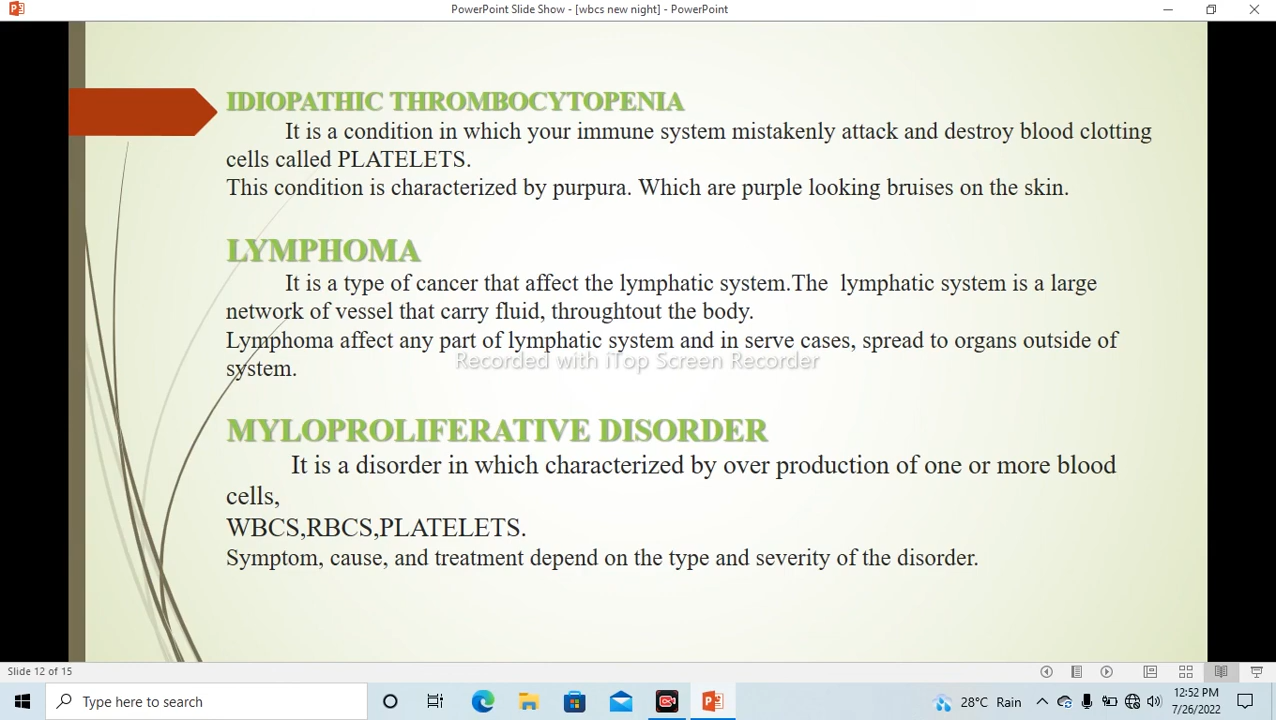 PowerPoint Slide Show - [wbcs new night] - PowerPoint
IDIOPATHIC THROMBOCYTOPENIA
It is a condition in which your immune system mistakenly attack and destroy blood clotting
cells called PLATELETS.
This condition is characterized by purpura. Which are purple looking bruises on the skin.
LYMPHOMA
It is a type of cancer that affect the lymphatic system.The lymphatic system is a large
network of vessel that carry fluid, throughtout the body.
Lymphoma affect any part of lymphatic system and in serve cases, spread to organs outside of
Recorded with iTop Screen Recorder
system.
MYLOPROLIFERATIVE DISORDER
It is a disorder in which characterized by over production of one or more blood
cells,
WBCS,RBCS,PLATELETS.
Symptom, cause, and treatment depend on the type and severity of the disorder.
Slide 12 of 15
Type here to search
28°C Rain
12:52 PM
7/26/2022